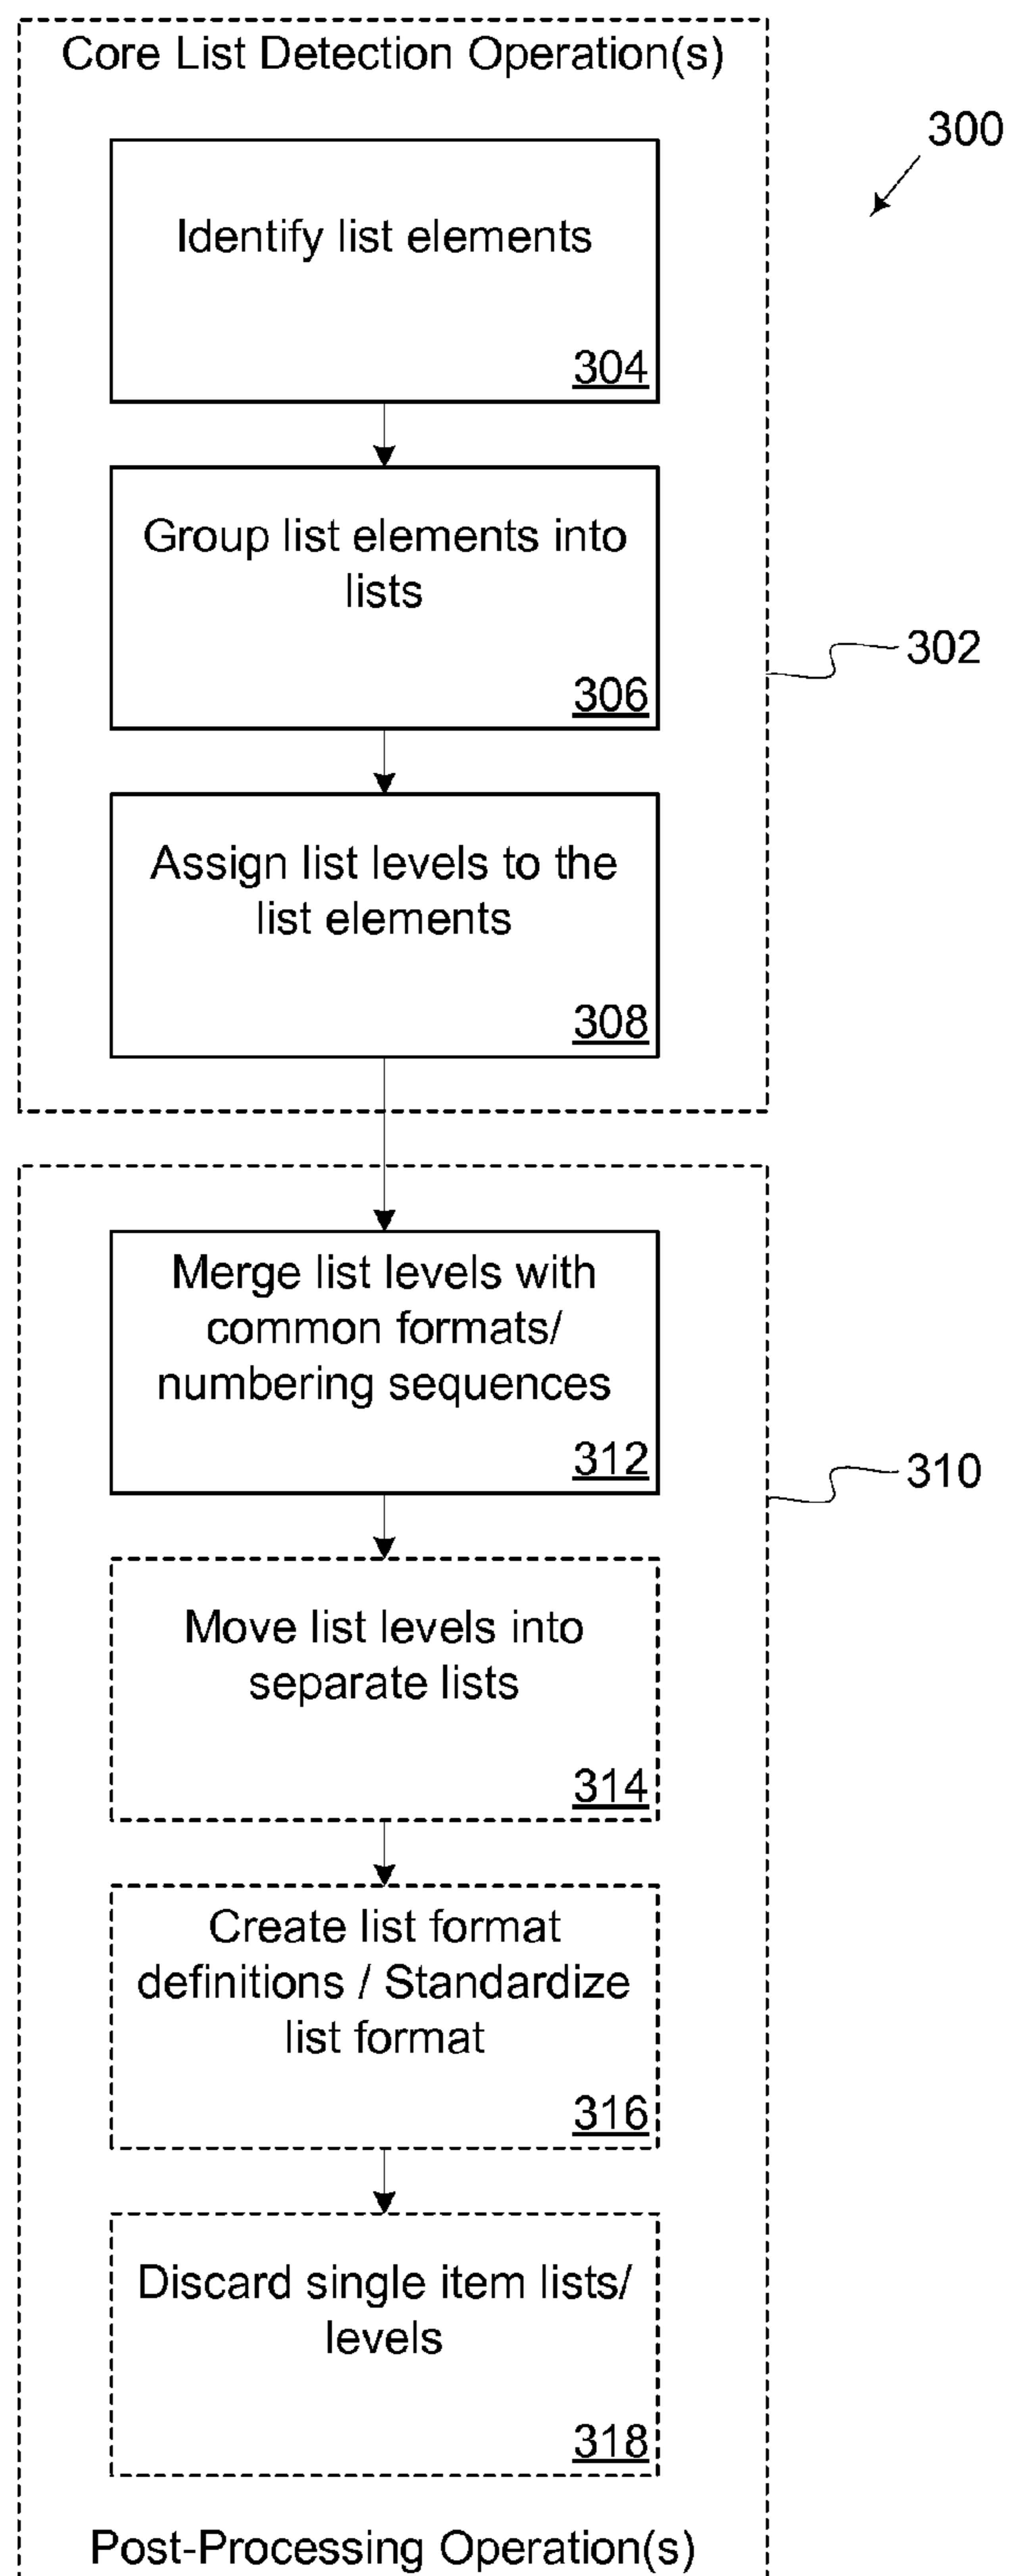 Core List Detection Operation(s)
300
Identify list elements
304
Group list elements into
lists
306
302
Assign list levels to the
list elements
308
Merge list levels with
common formats/
numbering sequences
312
310
Move list levels into
separate lists
314
Create list format
definitions / Standardize
list format
316
Discard single item lists/
levels
318
Post-Processing Operation(s)